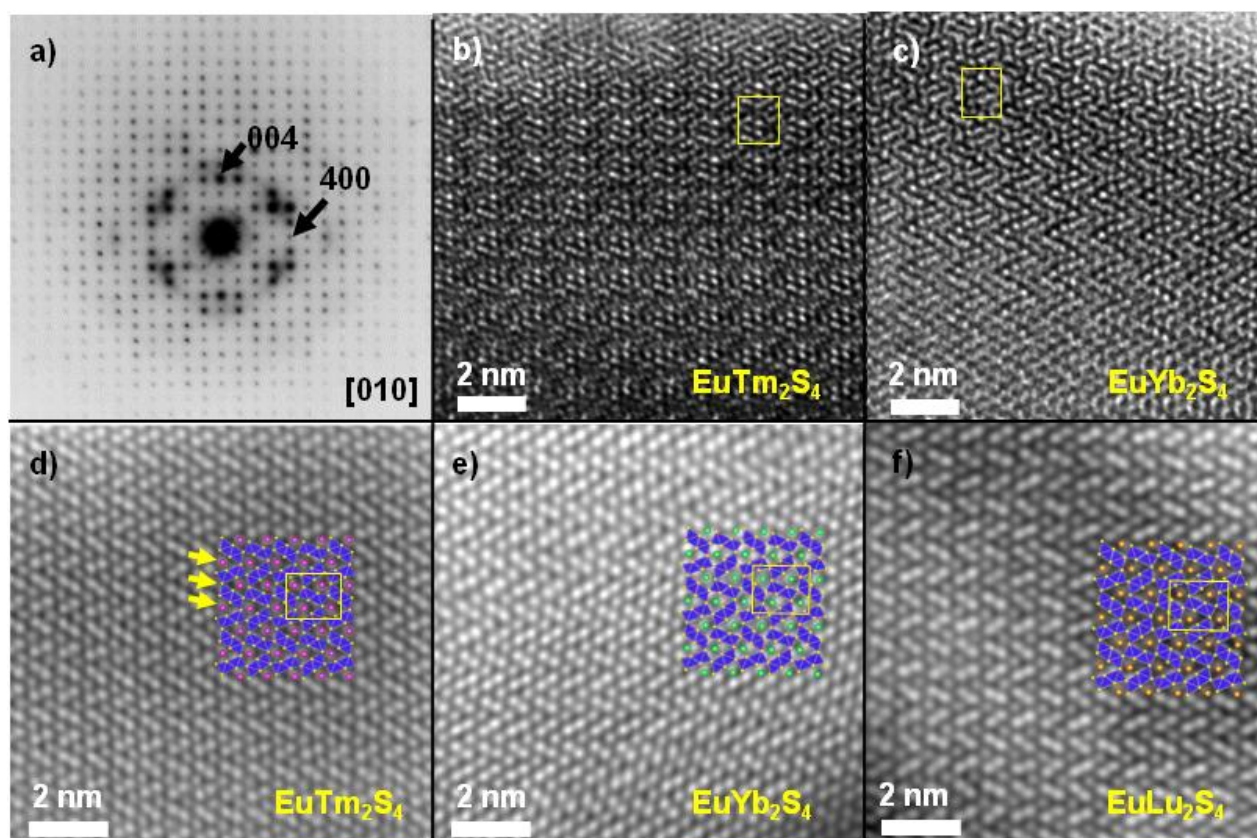 a)
004
400
[010]
b)
2 nm
EuTm₂S₄
c)
2 nm
EuYb₂S₄
d)
2 nm
EuTm₂S₄
e)
2 nm
EuYb₂S₄
f)
2 nm
EuLu₂S₄